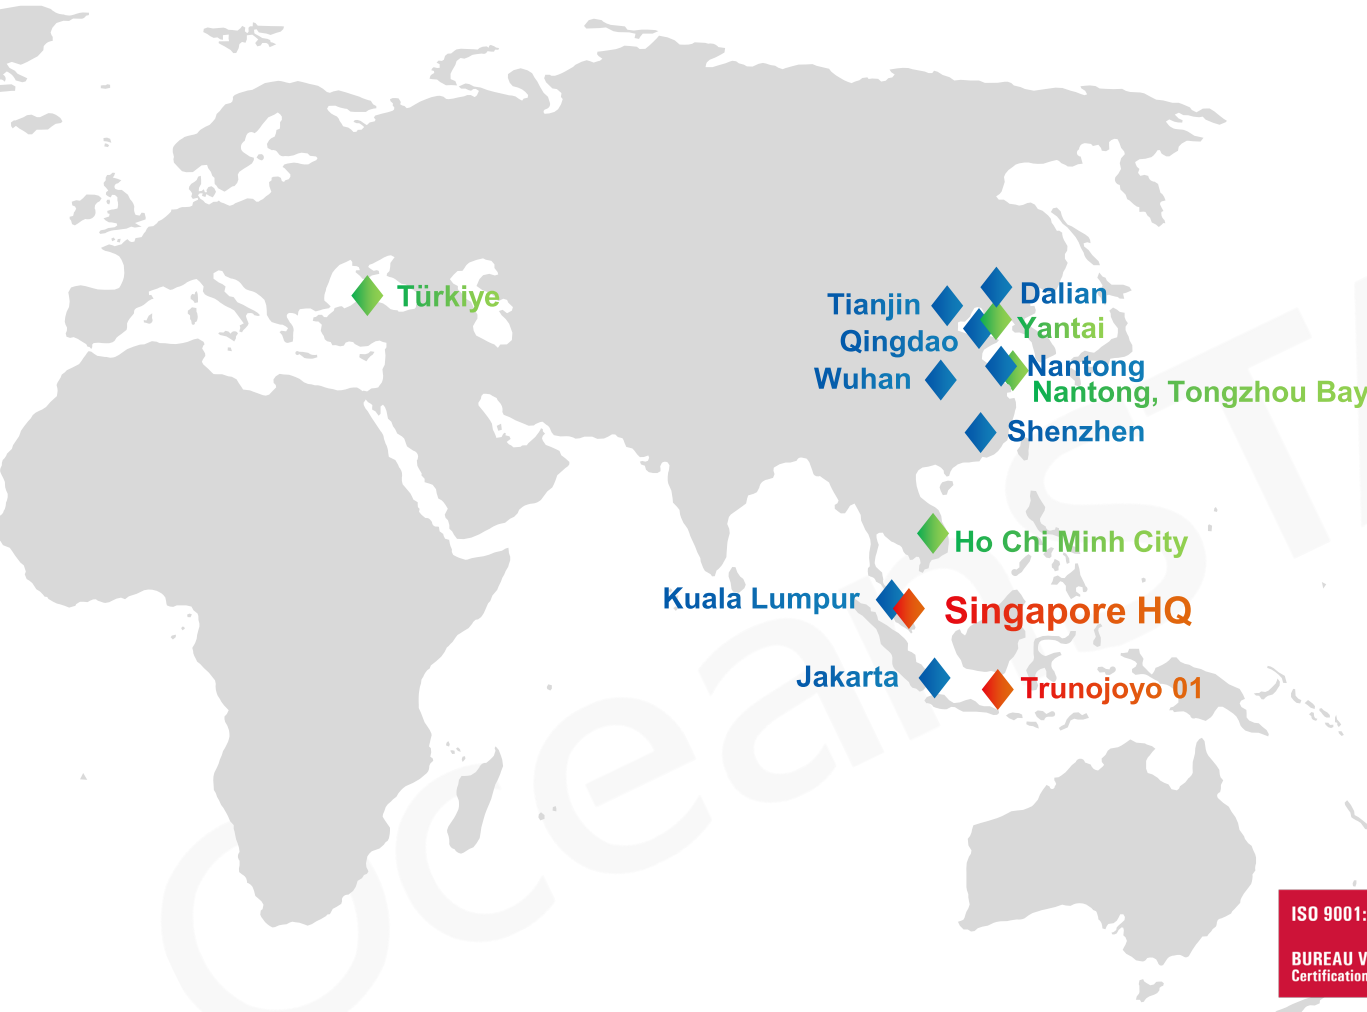 Türkiye
Tianjin
Dalian
Yantai
Qingdao
Nantong
Wuhan
Nantong, Tongzhou Bay
Shenzhen
Ho Chi Minh City
Kuala Lumpur
Singapore HQ
Jakarta
Trunojoyo 01
ISO 9001:
BUREAU V
Certification
OceanSTA